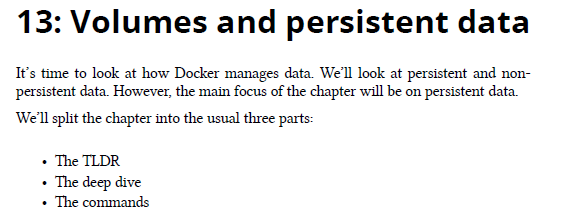 13: Volumes and persistent data
It's time to look at how Docker manages data. We'll look at persistent and non-
persistent data. However, the main focus of the chapter will be on persistent data.
We'll split the chapter into the usual three parts:
• The TLDR
• The deep dive
• The commands